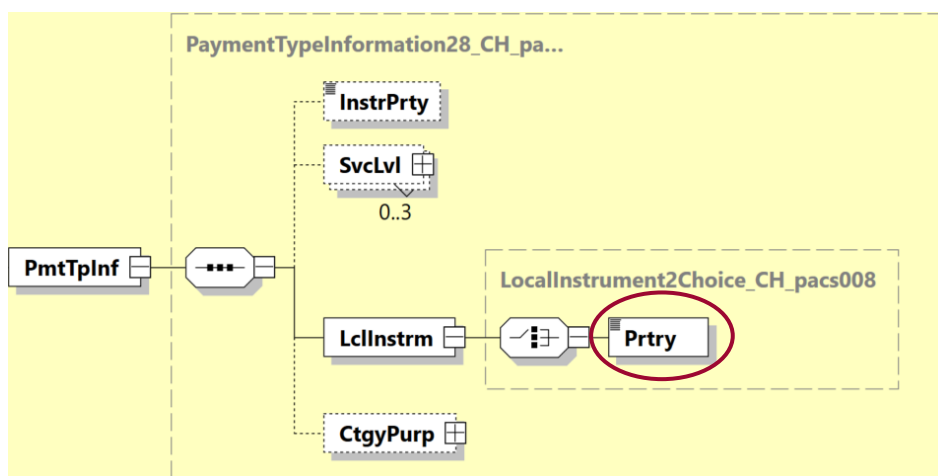 PaymentTypeInformation28_CH_pa...
InstrPrty
SvcLvl
0..3
PmtTpInf
LocalInstrument2Choice_CH_pacs008
LclInstrm
Prtry
CtgyPurp